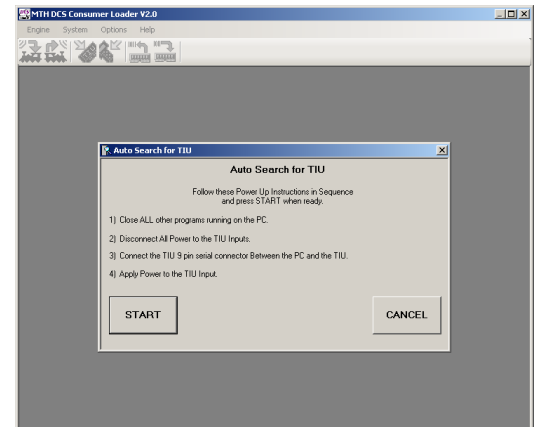 MTH DCS Consumer Loader V2.0
Engine System Options Help
Auto Search for TIU
Auto Search for TIU
Follow these Power Up Instructions in Sequence
and press START when ready.
1) Close ALL other programs running on the PC.
2) Disconnect All Power to the TIU Inputs.
3) Connect the TIU 9 pin serial connector Between the PC and the TIU.
4) Apply Power to the TIU Input.
START CANCEL